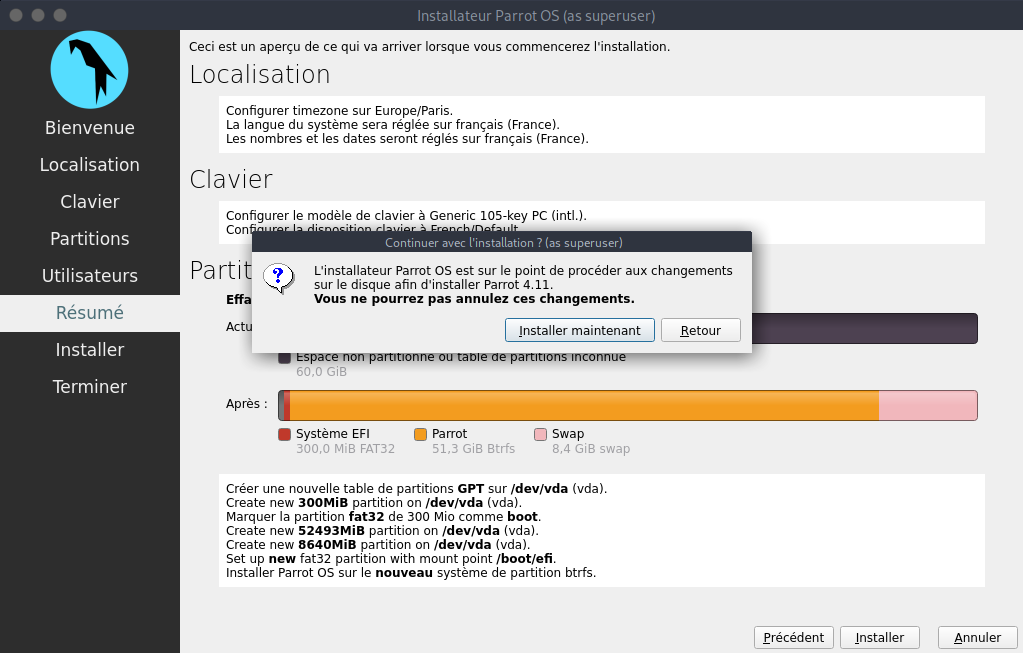 Installateur Parrot OS (as superuser)
Bienvenue
Localisation
Clavier
Partitions
Utilisateurs
Résumé
Installer
Terminer
Ceci est un aperçu de ce qui va arriver lorsque vous commencerez l'installation.
Localisation
Configurer timezone sur Europe/Paris.
La langue du système sera réglée sur français (France).
Les nombres et les dates seront réglés sur français (France).
Clavier
Configurer le modèle de clavier à Generic 105-key PC (intl.).
Configurer la disposition clavier à French/Default.
Continuer avec l'installation ? (as superuser)
L'installateur Parrot OS est sur le point de procéder aux changements
sur le disque afin d'installer Parrot 4.11.
Vous ne pourrez pas annulez ces changements.
Installer maintenant
Retour
Espace non partitionné ou table de partitions inconnue
60,0 GiB
Après :
Système EFI
300,0 MiB FAT32
Parrot
51,3 GiB Btrfs
Swap
8,4 GiB swap
Créer une nouvelle table de partitions GPT sur /dev/vda (vda).
Create new 300MiB partition on /dev/vda (vda).
Marquer la partition fat32 de 300 Mio comme boot.
Create new 52493MiB partition on /dev/vda (vda).
Create new 8640MiB partition on /dev/vda (vda).
Set up new fat32 partition with mount point /boot/efi.
Installer Parrot OS sur le nouveau système de partition btrfs.
Précédent
Installer
Annuler